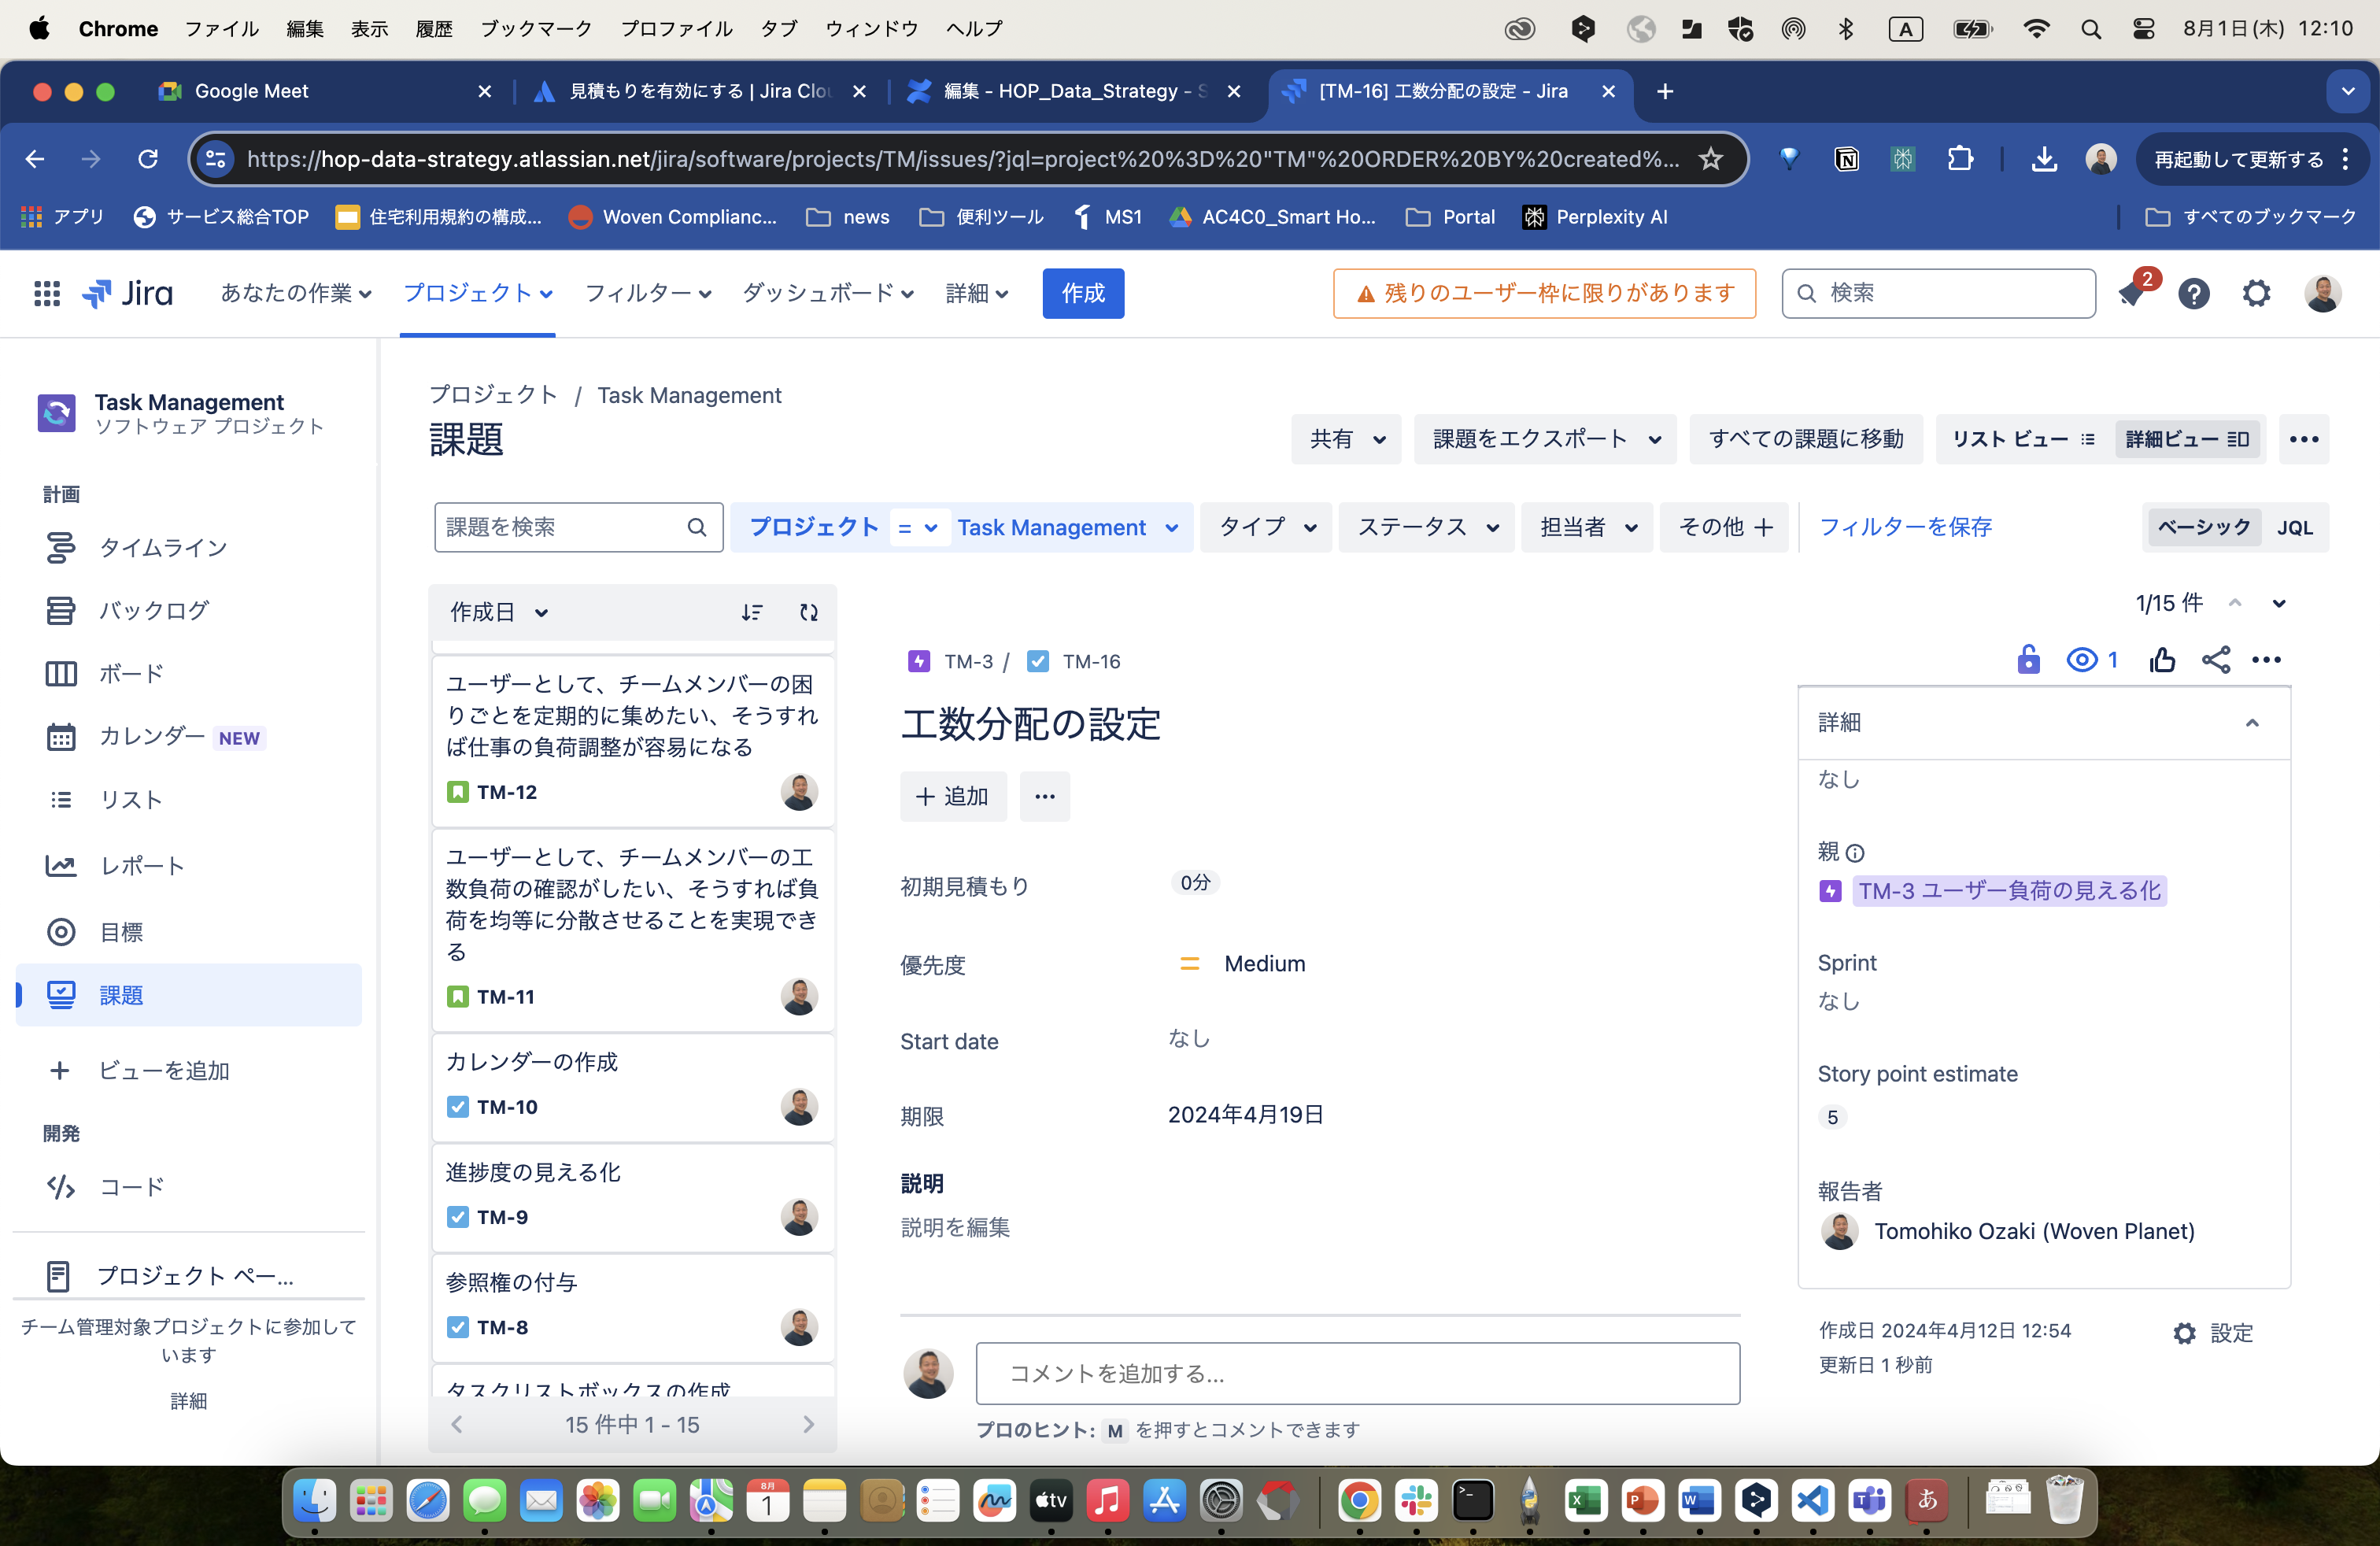 Chrome ファイル 編集 表示 履歴 ブックマーク プロファイル タブ ウィンドウ ヘルプ A 8月1日(木) 12:10
Google Meet 見積もりを有効にする | Jira Clou 編集 - HOP_Data_Strategy - S [TM-16] 工数分配の設定 - Jira
https://hop-data-strategy.atlassian.net/jira/software/projects/TM/issues/?jql=project%20%3D%20"TM"%20ORDER%20BY%20created%... 再起動して更新する
アプリ サービス総合TOP 住宅利用規約の構成... Woven Complianc... news 便利ツール MS1 AC4C0_Smart Ho... Portal Perplexity AI すべてのブックマーク
Jira あなたの作業 プロジェクト フィルター ダッシュボード 詳細 作成 残りのユーザー枠に限りがあります 検索 2
Task Management
ソフトウェア プロジェクト
計画
タイムライン
バックログ
ボード
カレンダー NEW
リスト
レポート
目標
課題
ビューを追加
開発
コード
プロジェクト ペー...
チーム管理対象プロジェクトに参加して
います
詳細
プロジェクト / Task Management
課題
共有 課題をエクスポート すべての課題に移動 リスト ビュー 詳細ビュー
課題を検索 プロジェクト = Task Management タイプ ステータス 担当者 その他 フィルターを保存 ベーシック JQL
作成日
ユーザーとして、チームメンバーの困
りごとを定期的に集めたい、そうすれ
ば仕事の負荷調整が容易になる
TM-12
ユーザーとして、チームメンバーの工
数負荷の確認がしたい、そうすれば負
荷を均等に分散させることを実現でき
る
TM-11
カレンダーの作成
TM-10
進捗度の見える化
TM-9
参照権の付与
TM-8
タスクリストボックスの作成
15 件中 1 - 15
1/15 件
TM-3 / TM-16
1
工数分配の設定
追加
初期見積もり 0分
優先度 Medium
Start date なし
期限 2024年4月19日
説明
説明を編集
コメントを追加する...
プロのヒント: M を押すとコメントできます
詳細
なし
親
TM-3 ユーザー負荷の見える化
Sprint
なし
Story point estimate
5
報告者
Tomohiko Ozaki (Woven Planet)
作成日 2024年4月12日 12:54
更新日 1 秒前
設定
8月
1
tv
あ